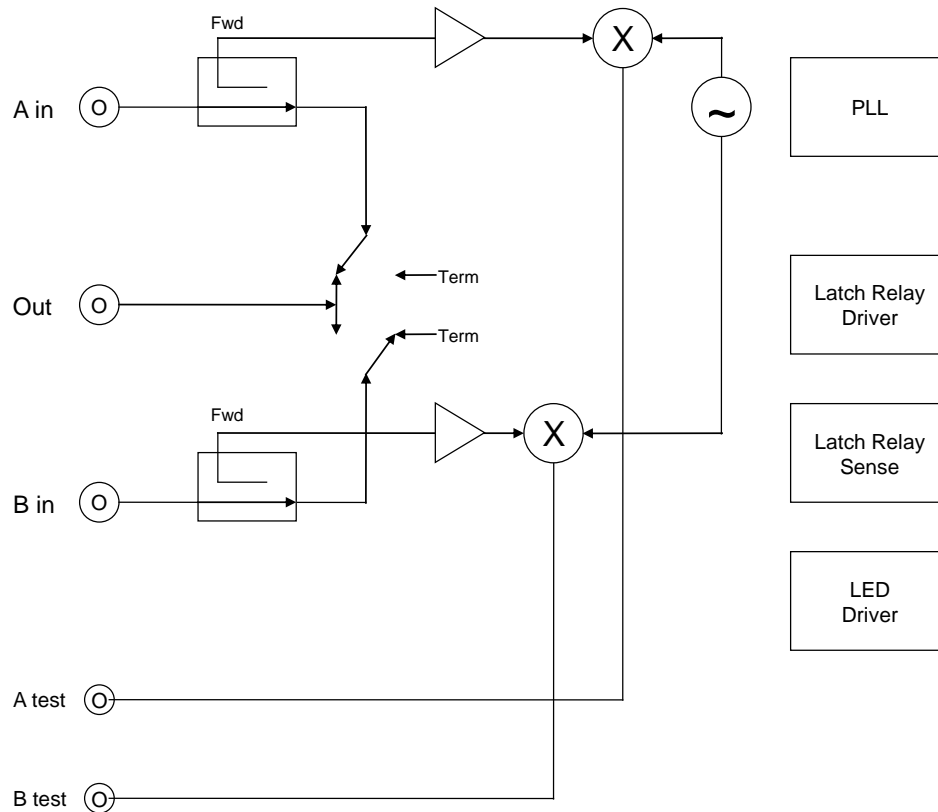 Fwd
X
A in
O
~
PLL
Term
Out
O
Latch Relay
Driver
Term
Fwd
X
Latch Relay
Sense
B in
O
LED
Driver
A test
O
B test
O